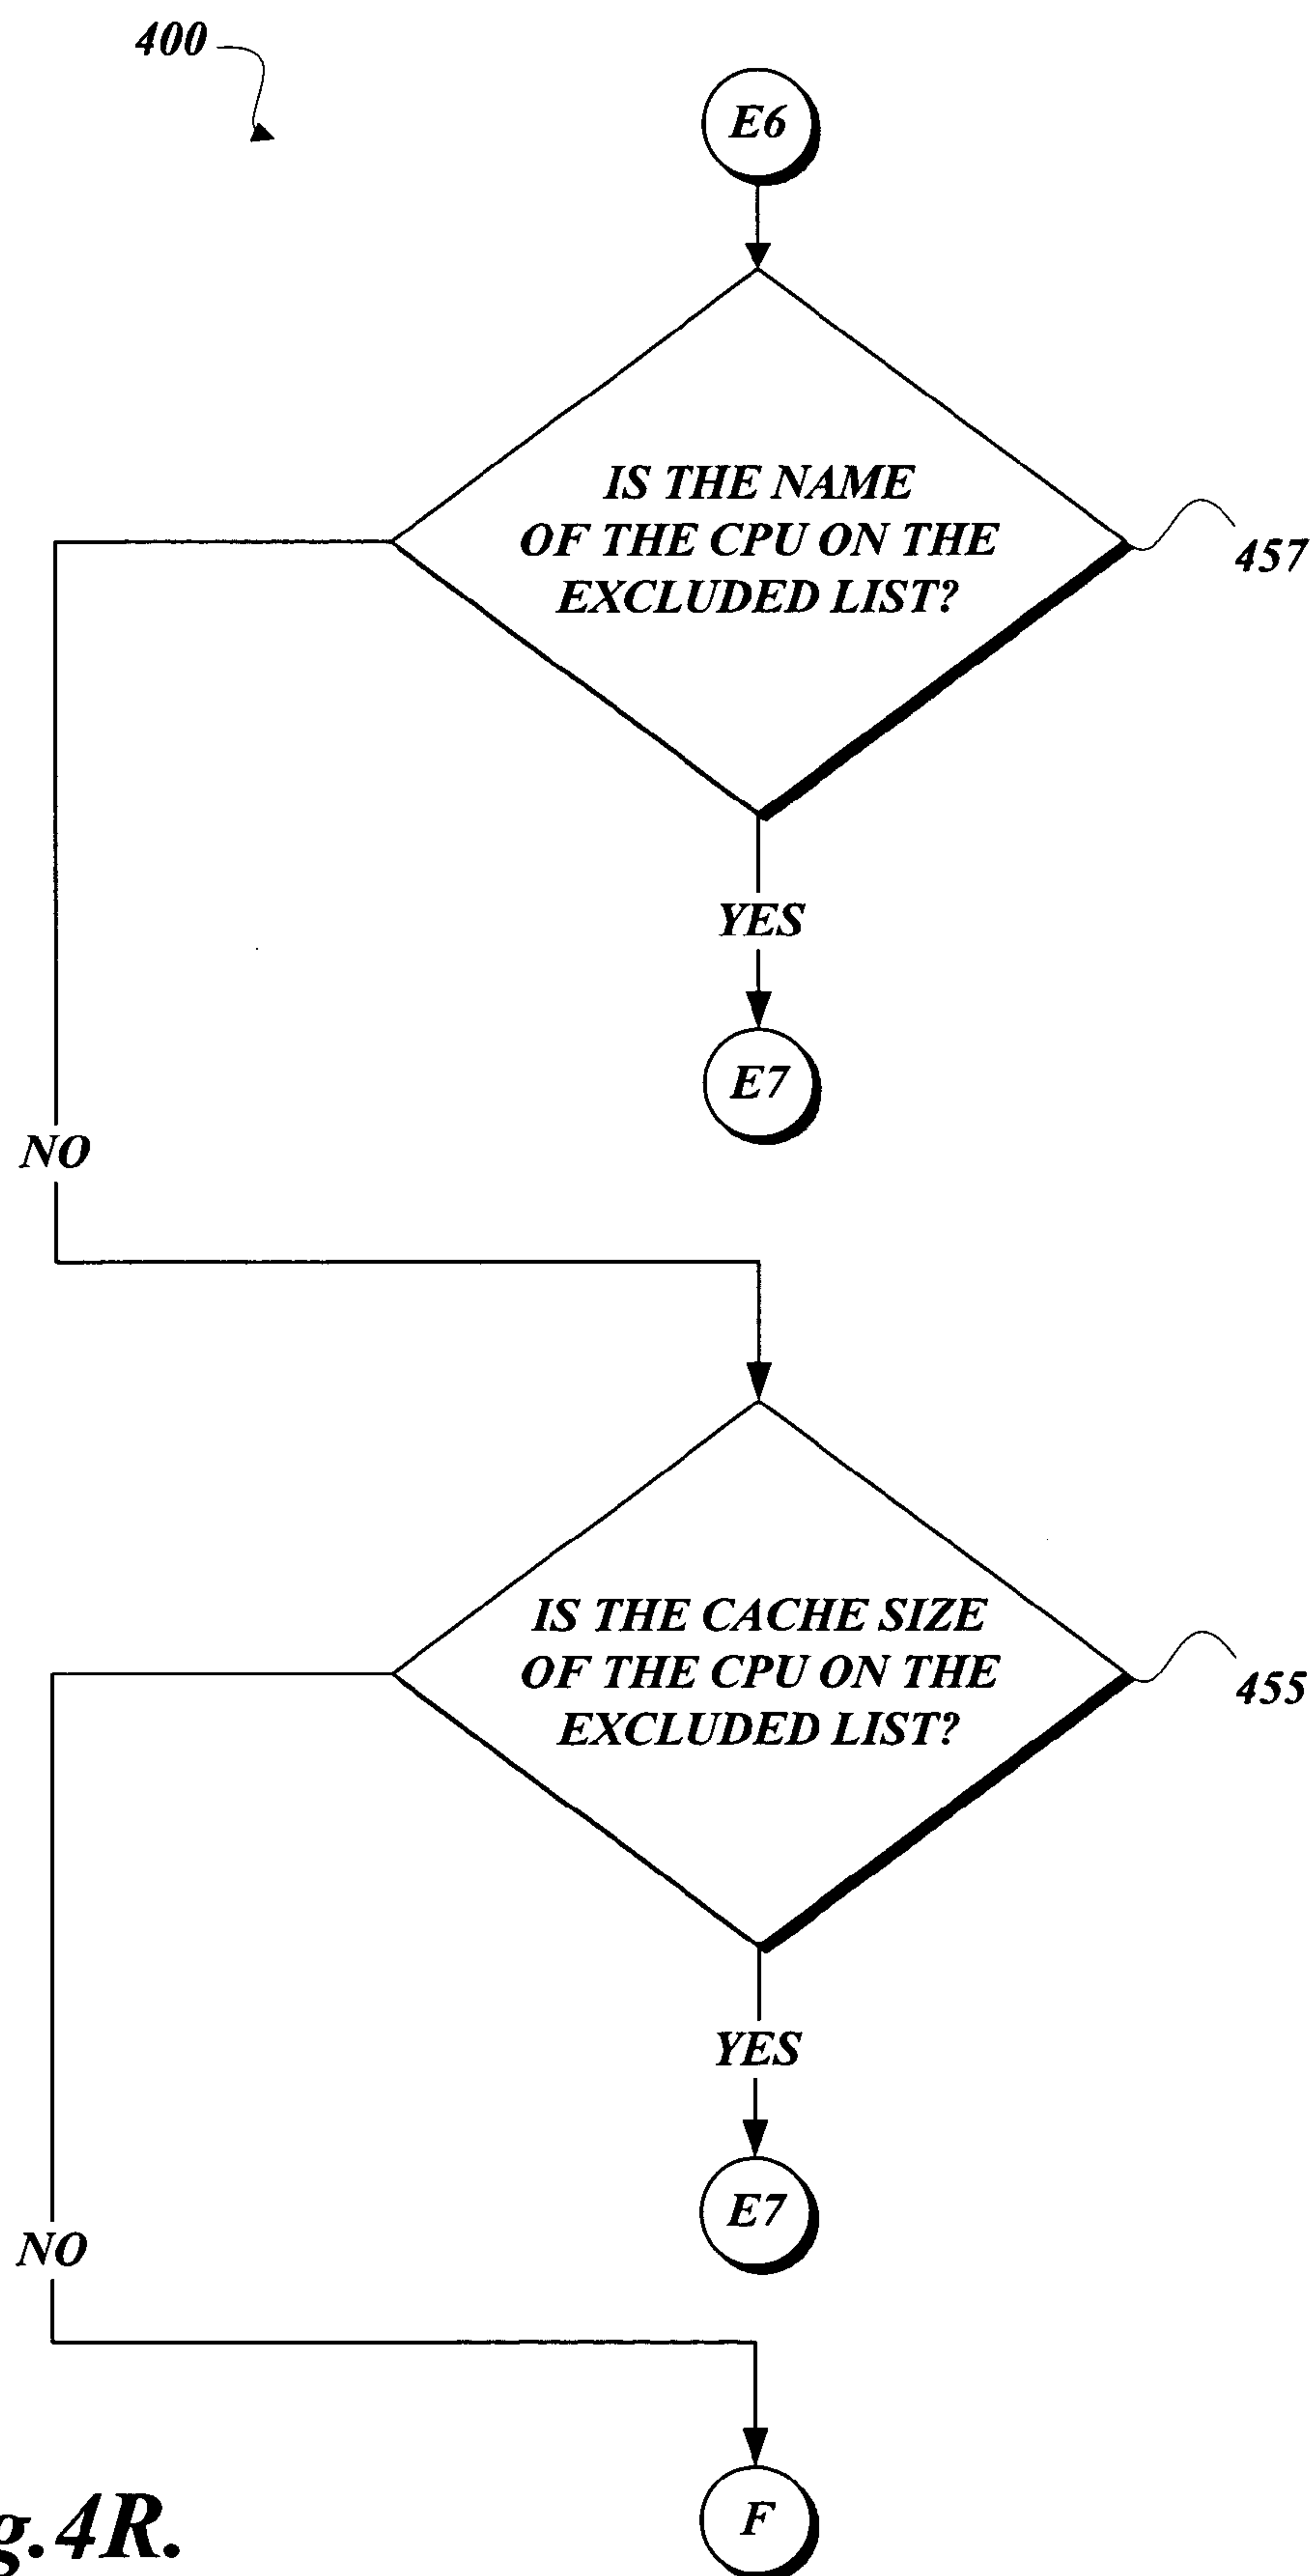 400
E6
IS THE NAME
OF THE CPU ON THE
EXCLUDED LIST?
457
YES
E7
NO
IS THE CACHE SIZE
OF THE CPU ON THE
EXCLUDED LIST?
455
YES
E7
NO
F
g.4R.